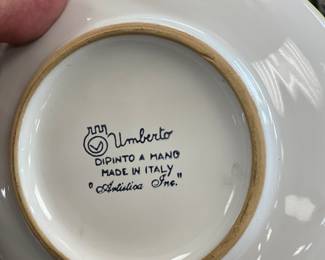 Umberto
DIPINTO A MANO
MADE IN ITALY
"Artistica Inc."